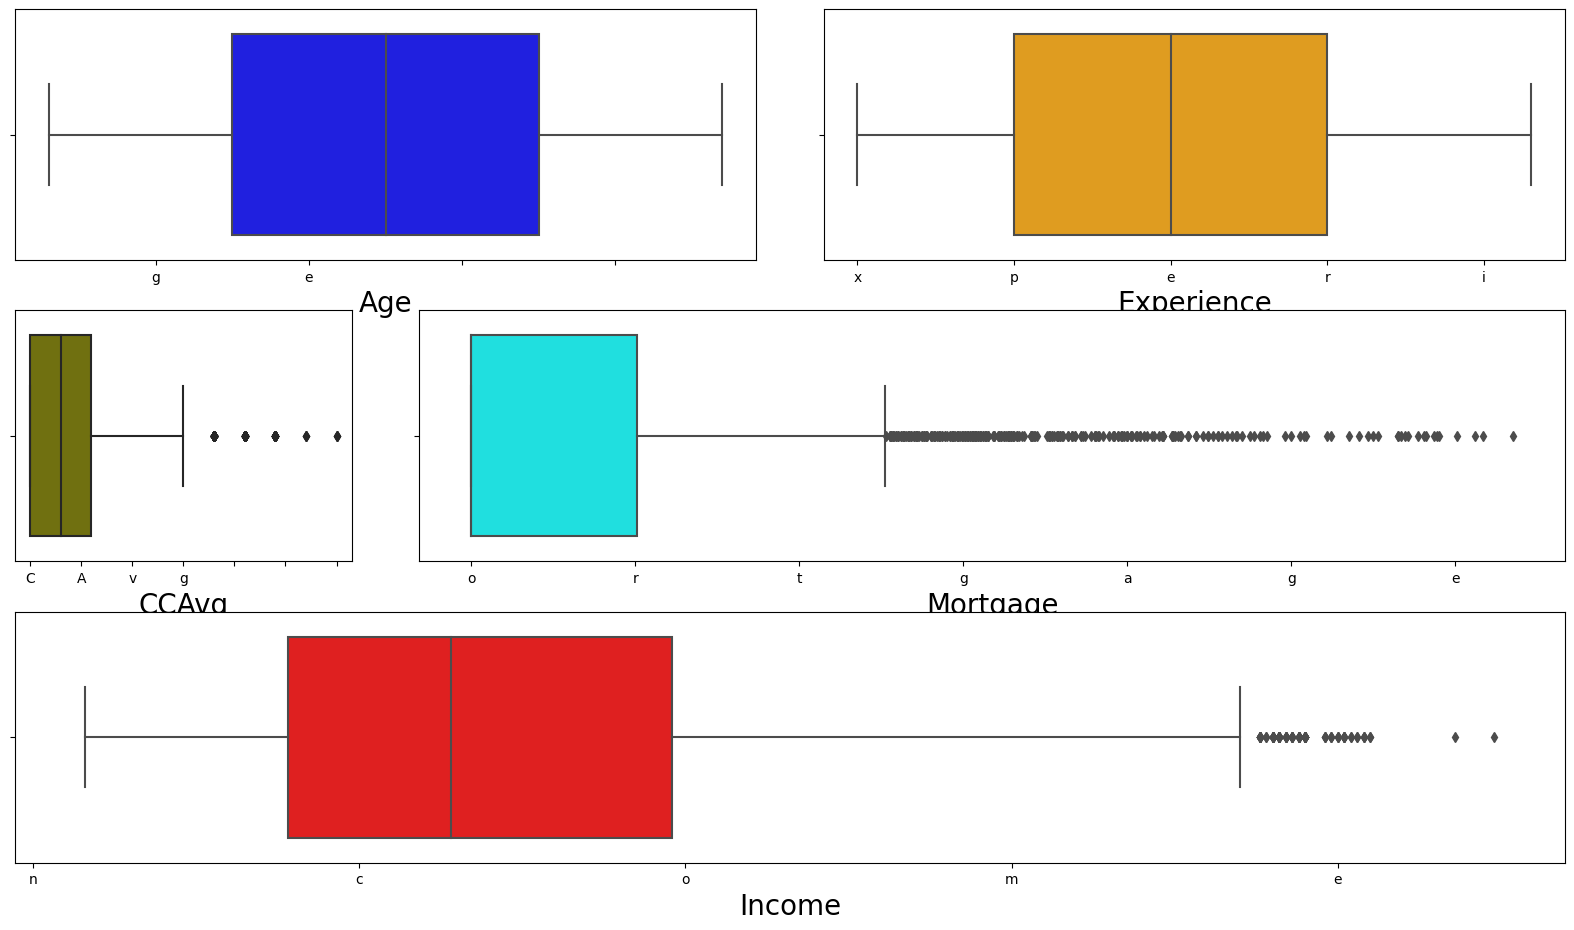 g e
Age
x p e r i
Experience
C A v g
CCAvg
o r t g a g e
Mortgage
n c o m e
Income